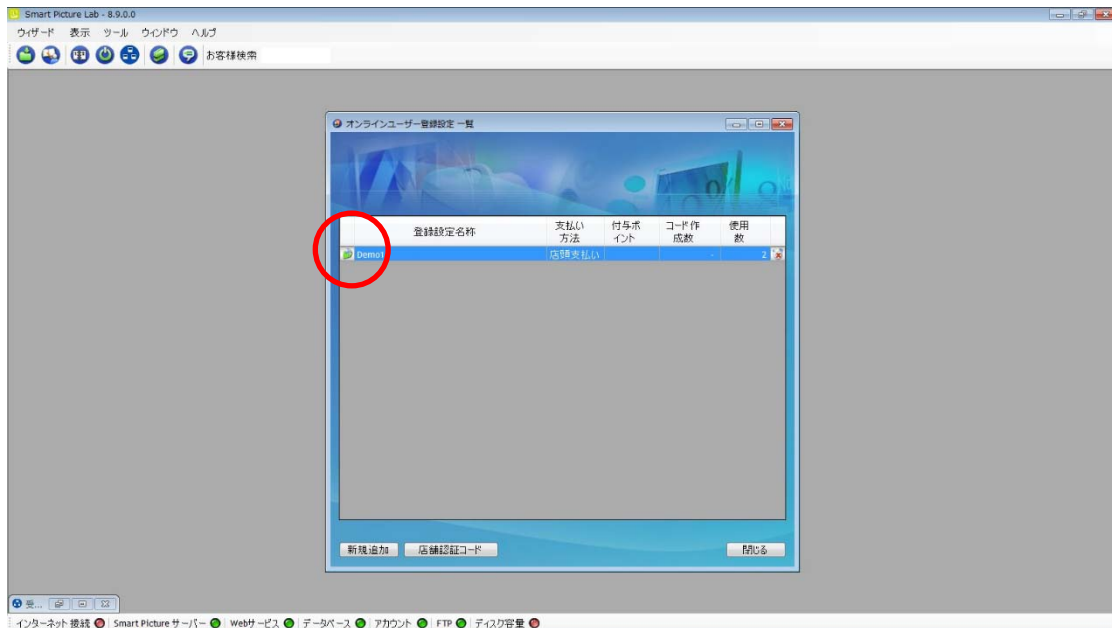 Smart Picture Lab - 8.9.0.0
ウィザード 表示 ツール ウィンドウ ヘルプ
お客様検索
オンラインユーザー登録設定 一覧
登録設定名称 支払い方法 付与ポイント コード作成数 使用数
Demo1 店頭支払い - 2
新規追加 店舗認証コード 閉じる
受...
インターネット 接続 Smart Picture サーバー Webサービス データベース アカウント FTP ディスク容量